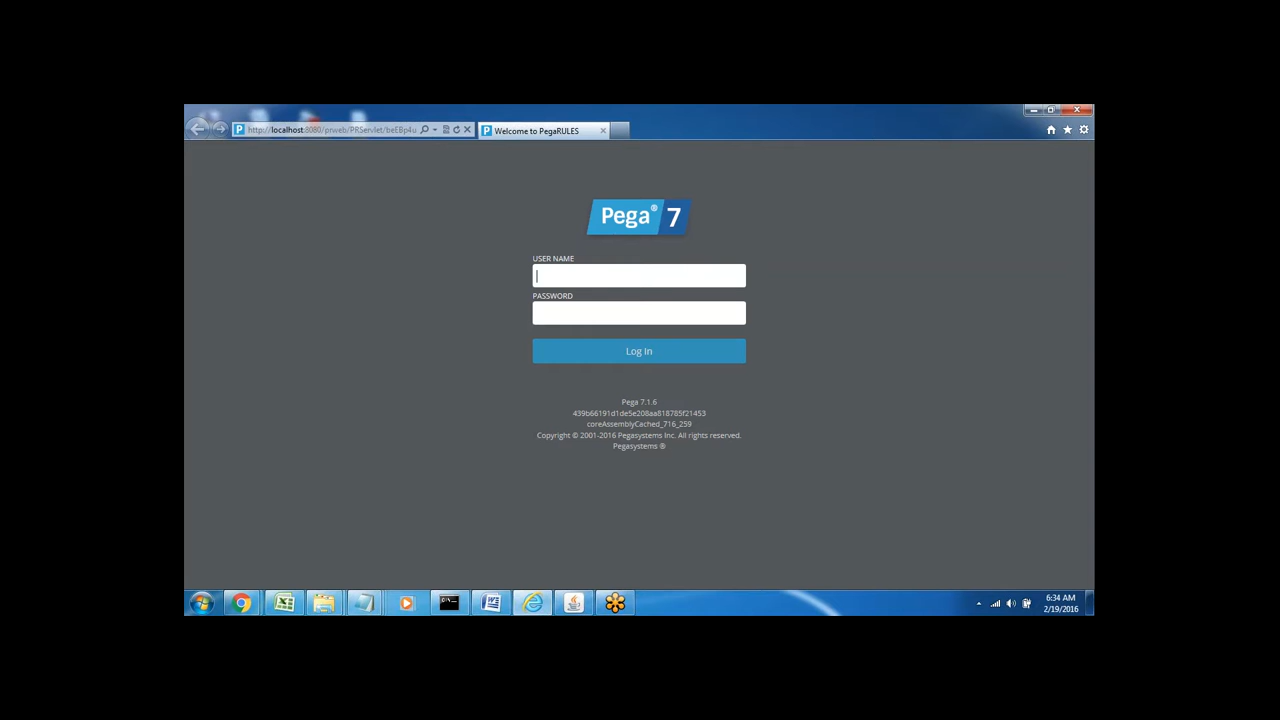 http://localhost:8080/prweb/PRServlet/beEBp4u
Welcome to PegaRULES
Pega® 7
USER NAME
PASSWORD
Log In
Pega 7.1.6
439b66191d1de5e208aa818785f21453
coreAssemblyCached_716_259
Copyright © 2001-2016 Pegasystems Inc. All rights reserved.
Pegasystems ®
6:34 AM
2/19/2016